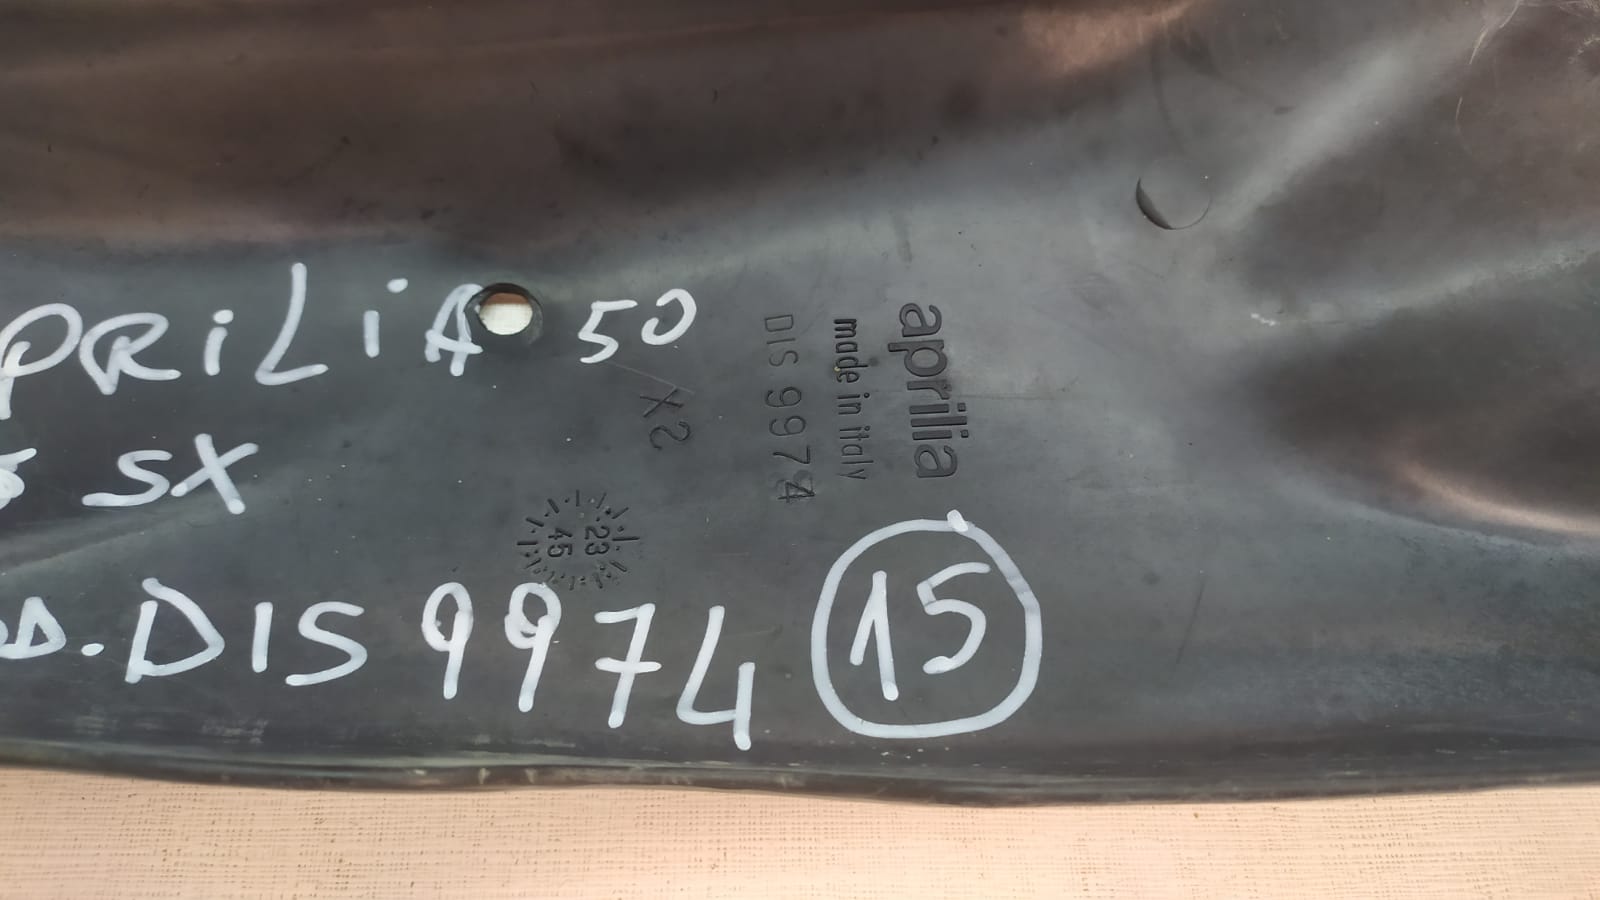 PRiLiA 50
SX
D. DIS 9974
15
aprilia
made in italy
DIS 9974
X2
23
45